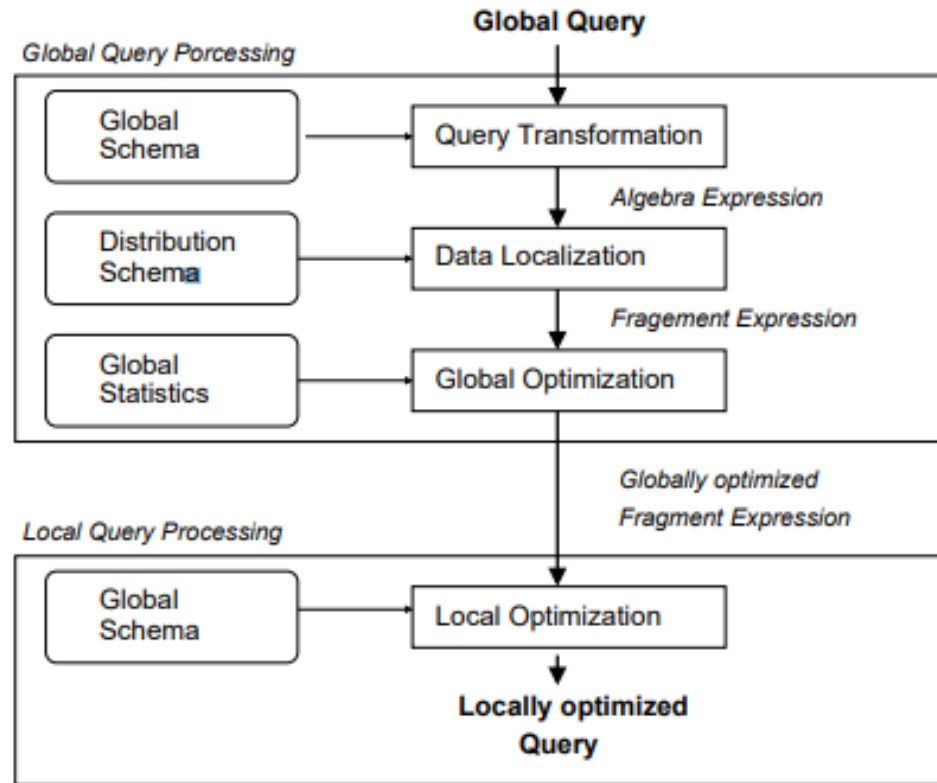 Global Query
Global Query Porcessing
Global
Schema
Query Transformation
Algebra Expression
Distribution
Schema
Data Localization
Fragement Expression
Global
Statistics
Global Optimization
Globally optimized
Fragment Expression
Local Query Processing
Global
Schema
Local Optimization
Locally optimized
Query